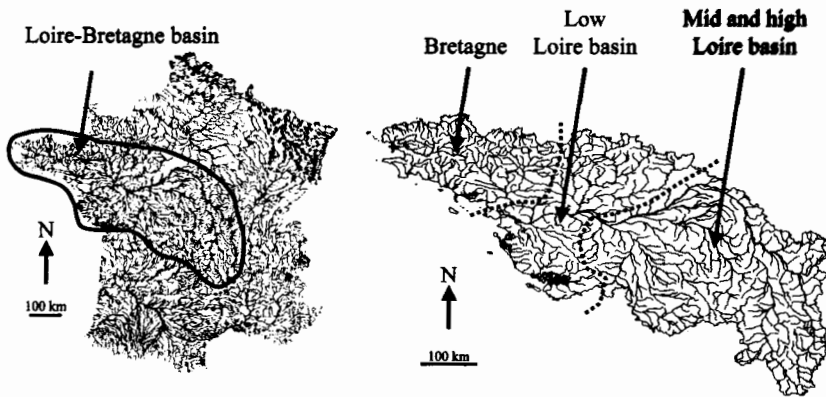 Loire-Bretagne basin
N
100 km
Bretagne
Low
Loire basin
Mid and high
Loire basin
N
100 km